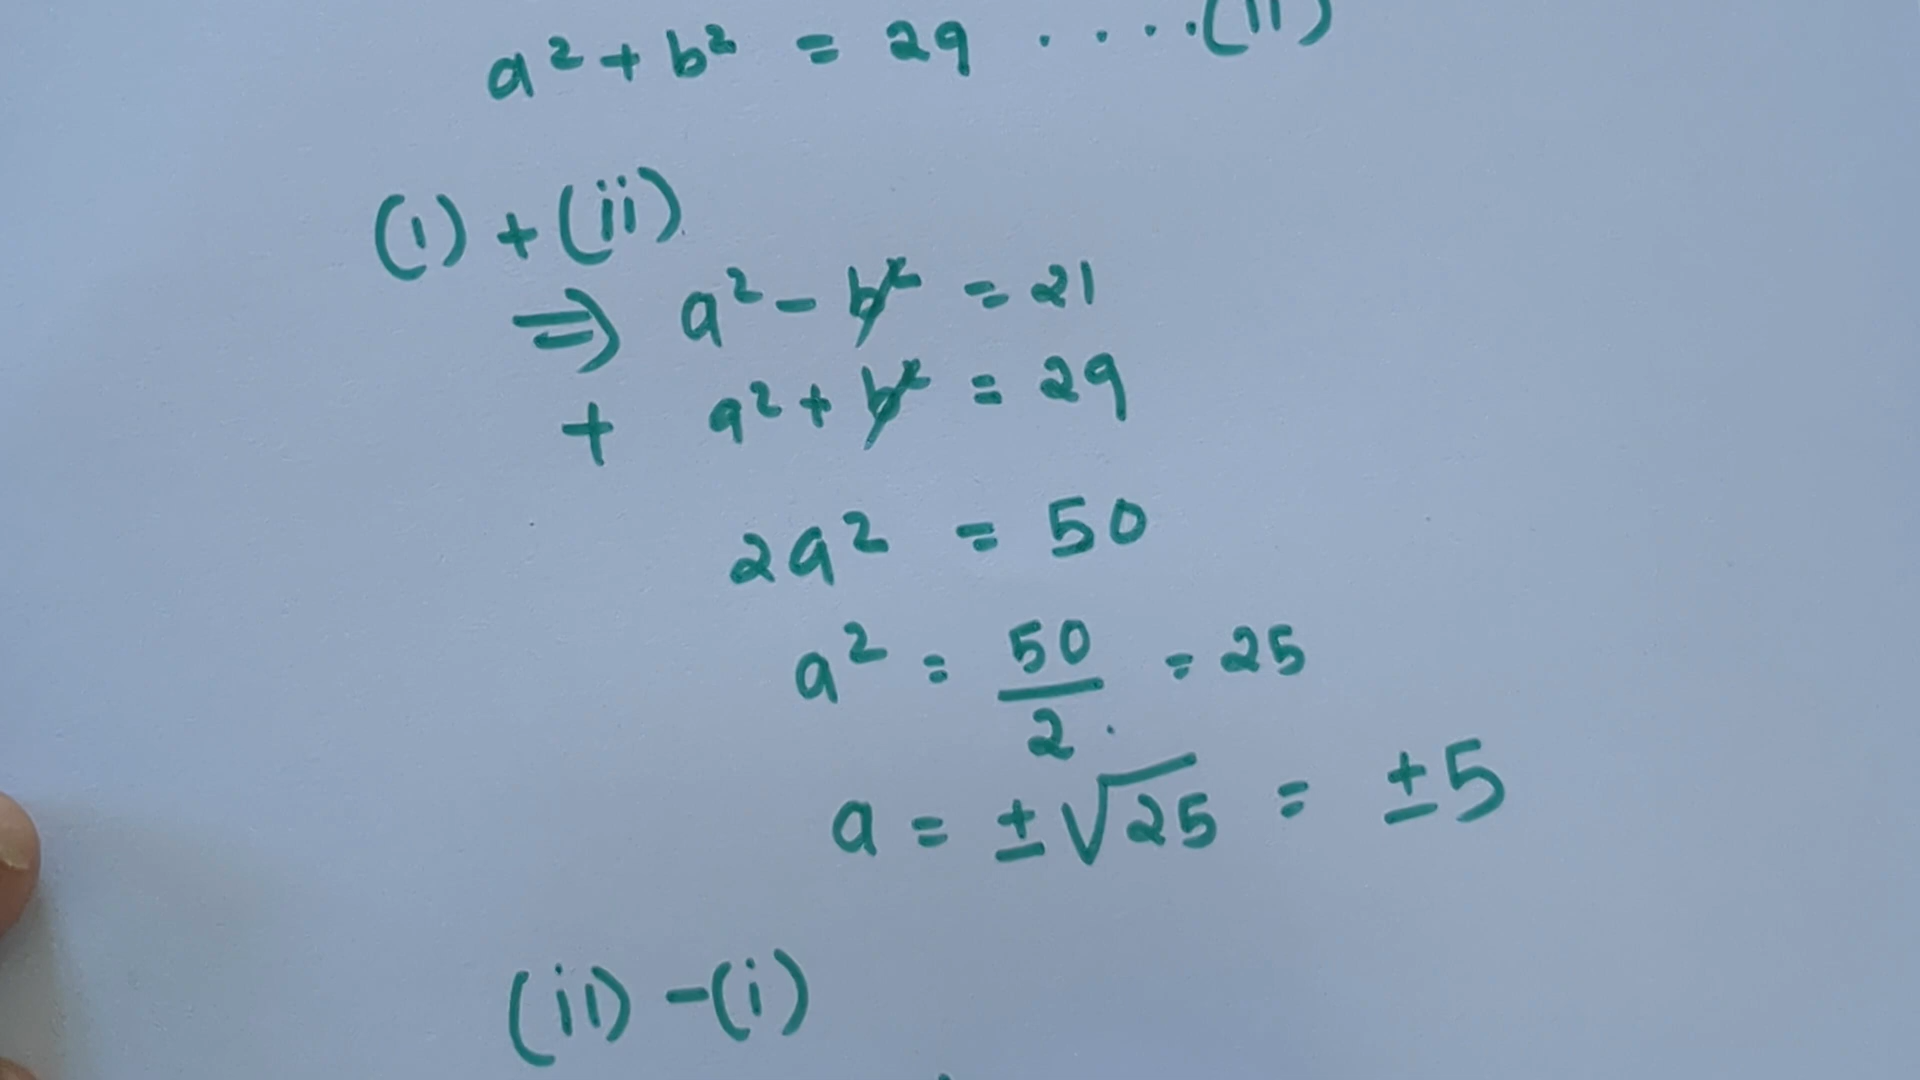 a² + b² = 29 .....(ii)
(i) + (ii)
⇒ a² - b² = 21
+ a² + b² = 29
2a² = 50
a² = 50/2 = 25
a = ±√25 = ±5
(ii) - (i)